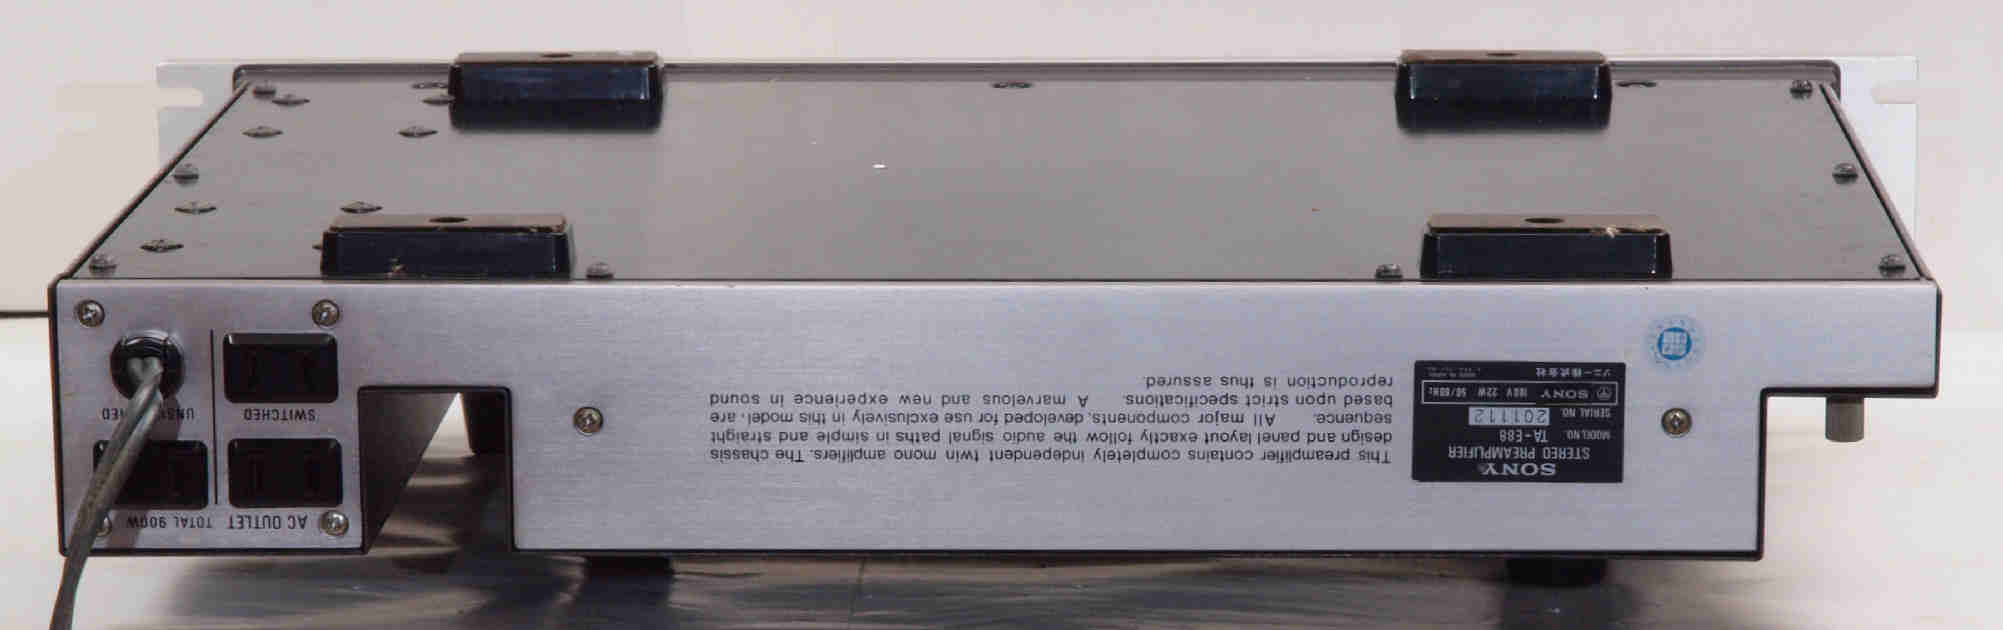 This preamplifier contains completely independent twin mono amplifiers. The chassis
design and panel layout exactly follow the audio signal paths in simple and straight
sequence. All major components, developed for use exclusively in this model, are
based upon strict specifications. A marvelous and new experience in sound
reproduction is thus assured.
SONY
STEREO PREAMPLIFIER
MODEL NO. TA-E88
SERIAL NO. 201112
SONY 100V 22W 50/60Hz
ソニー株式会社
AC OUTLET TOTAL 900W
SWITCHED